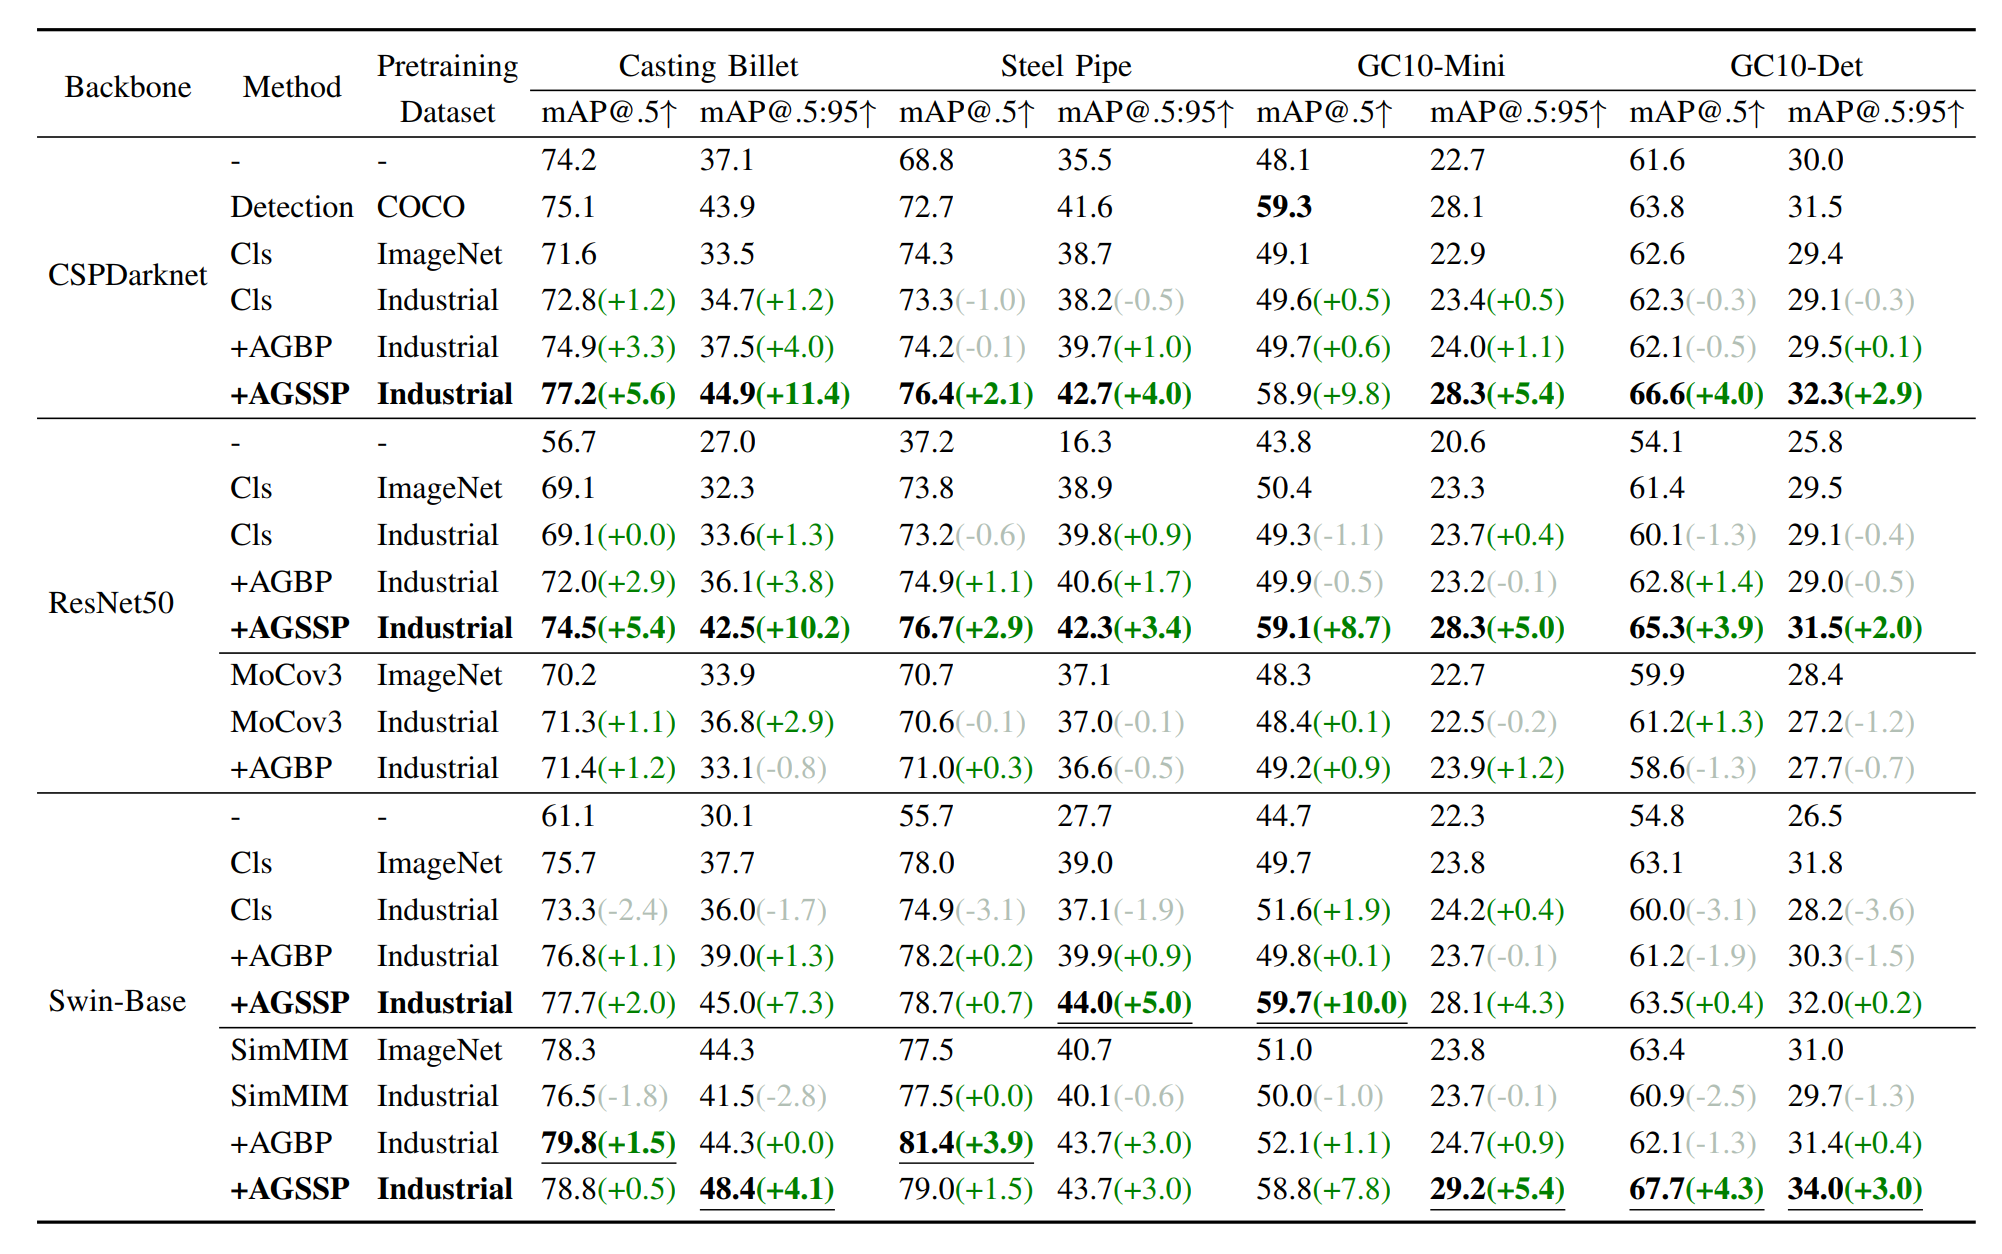 Backbone Method Pretraining Dataset Casting Billet Steel Pipe GC10-Mini GC10-Det
mAP@.5↑ mAP@.5:95↑ mAP@.5↑ mAP@.5:95↑ mAP@.5↑ mAP@.5:95↑ mAP@.5↑ mAP@.5:95↑
CSPDarknet
- - 74.2 37.1 68.8 35.5 48.1 22.7 61.6 30.0
Detection COCO 75.1 43.9 72.7 41.6 59.3 28.1 63.8 31.5
Cls ImageNet 71.6 33.5 74.3 38.7 49.1 22.9 62.6 29.4
Cls Industrial 72.8(+1.2) 34.7(+1.2) 73.3(-1.0) 38.2(-0.5) 49.6(+0.5) 23.4(+0.5) 62.3(-0.3) 29.1(-0.3)
+AGBP Industrial 74.9(+3.3) 37.5(+4.0) 74.2(-0.1) 39.7(+1.0) 49.7(+0.6) 24.0(+1.1) 62.1(-0.5) 29.5(+0.1)
+AGSSP Industrial 77.2(+5.6) 44.9(+11.4) 76.4(+2.1) 42.7(+4.0) 58.9(+9.8) 28.3(+5.4) 66.6(+4.0) 32.3(+2.9)
ResNet50
- - 56.7 27.0 37.2 16.3 43.8 20.6 54.1 25.8
Cls ImageNet 69.1 32.3 73.8 38.9 50.4 23.3 61.4 29.5
Cls Industrial 69.1(+0.0) 33.6(+1.3) 73.2(-0.6) 39.8(+0.9) 49.3(-1.1) 23.7(+0.4) 60.1(-1.3) 29.1(-0.4)
+AGBP Industrial 72.0(+2.9) 36.1(+3.8) 74.9(+1.1) 40.6(+1.7) 49.9(-0.5) 23.2(-0.1) 62.8(+1.4) 29.0(-0.5)
+AGSSP Industrial 74.5(+5.4) 42.5(+10.2) 76.7(+2.9) 42.3(+3.4) 59.1(+8.7) 28.3(+5.0) 65.3(+3.9) 31.5(+2.0)
MoCov3 ImageNet 70.2 33.9 70.7 37.1 48.3 22.7 59.9 28.4
MoCov3 Industrial 71.3(+1.1) 36.8(+2.9) 70.6(-0.1) 37.0(-0.1) 48.4(+0.1) 22.5(-0.2) 61.2(+1.3) 27.2(-1.2)
+AGBP Industrial 71.4(+1.2) 33.1(-0.8) 71.0(+0.3) 36.6(-0.5) 49.2(+0.9) 23.9(+1.2) 58.6(-1.3) 27.7(-0.7)
Swin-Base
- - 61.1 30.1 55.7 27.7 44.7 22.3 54.8 26.5
Cls ImageNet 75.7 37.7 78.0 39.0 49.7 23.8 63.1 31.8
Cls Industrial 73.3(-2.4) 36.0(-1.7) 74.9(-3.1) 37.1(-1.9) 51.6(+1.9) 24.2(+0.4) 60.0(-3.1) 28.2(-3.6)
+AGBP Industrial 76.8(+1.1) 39.0(+1.3) 78.2(+0.2) 39.9(+0.9) 49.8(+0.1) 23.7(-0.1) 61.2(-1.9) 30.3(-1.5)
+AGSSP Industrial 77.7(+2.0) 45.0(+7.3) 78.7(+0.7) 44.0(+5.0) 59.7(+10.0) 28.1(+4.3) 63.5(+0.4) 32.0(+0.2)
SimMIM ImageNet 78.3 44.3 77.5 40.7 51.0 23.8 63.4 31.0
SimMIM Industrial 76.5(-1.8) 41.5(-2.8) 77.5(+0.0) 40.1(-0.6) 50.0(-1.0) 23.7(-0.1) 60.9(-2.5) 29.7(-1.3)
+AGBP Industrial 79.8(+1.5) 44.3(+0.0) 81.4(+3.9) 43.7(+3.0) 52.1(+1.1) 24.7(+0.9) 62.1(-1.3) 31.4(+0.4)
+AGSSP Industrial 78.8(+0.5) 48.4(+4.1) 79.0(+1.5) 43.7(+3.0) 58.8(+7.8) 29.2(+5.4) 67.7(+4.3) 34.0(+3.0)